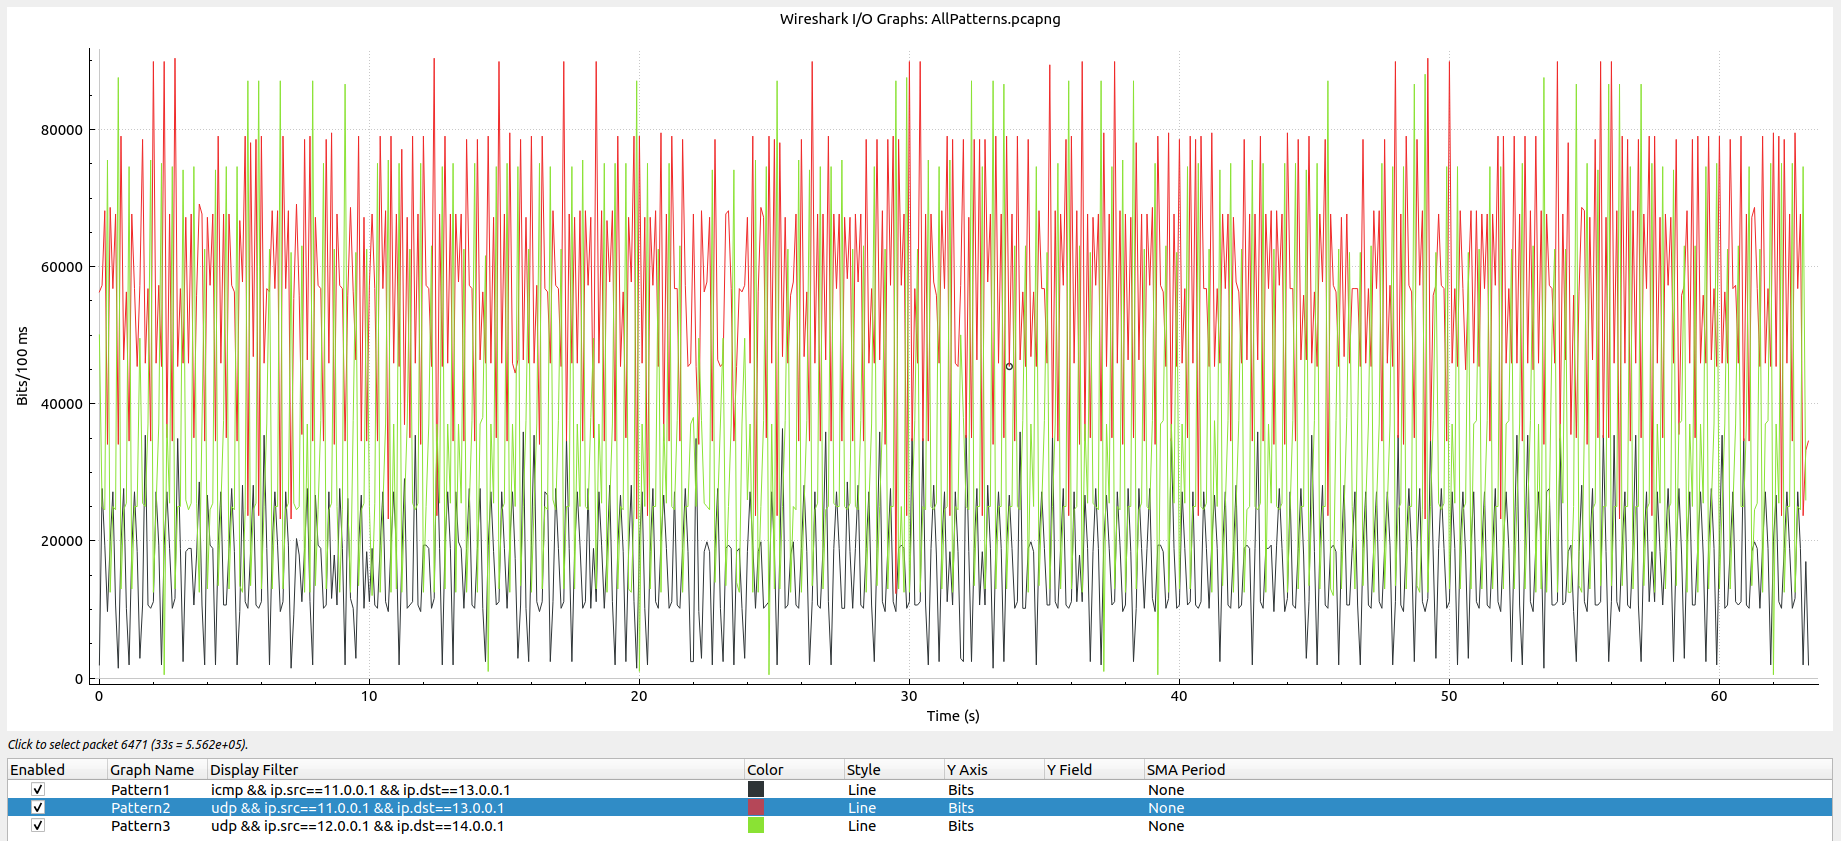 Wireshark I/O Graphs: AllPatterns.pcapng
80000
60000
40000
20000
0
Bits/100 ms
0 10 20 30 40 50 60
Time (s)
Click to select packet 6471 (33s = 5.562e+05).
Enabled Graph Name Display Filter Color Style Y Axis Y Field SMA Period
Pattern1 icmp && ip.src==11.0.0.1 && ip.dst==13.0.0.1 Line Bits None
Pattern2 udp && ip.src==11.0.0.1 && ip.dst==13.0.0.1 Line Bits None
Pattern3 udp && ip.src==12.0.0.1 && ip.dst==14.0.0.1 Line Bits None